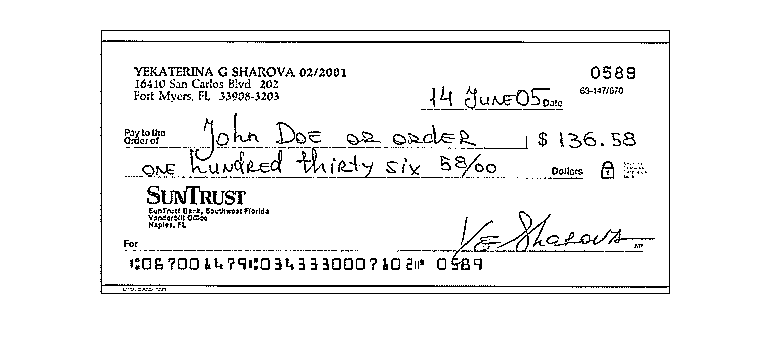 YEKATERINA G SHAROVA 02/2001
16410 San Carlos Blvd 202
Fort Myers, FL 33908-3203
0589
63-147/670
14 JUNE 05 Date
Pay to the Order of John DOE OR ORDER $ 136.58
ONE hundred thirty six 58/00 Dollars
SUNTRUST
SunTrust Bank, Southwest Florida
Vanderbilt Office
Naples, FL
For YE Sharova MP
⑆067001479⑆0343330007102⑈ 0589